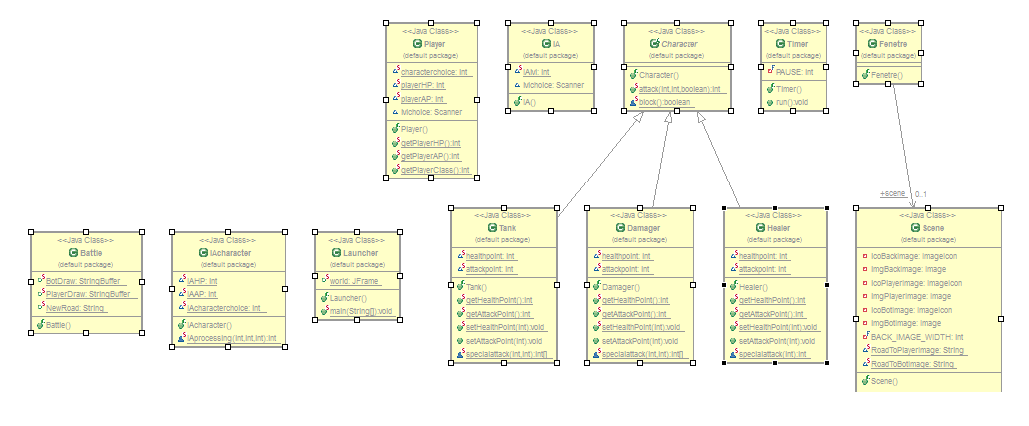 <<Java Class>>
Player
(default package)
characterchoice: int
playerHP: int
playerAP: int
Michoice: Scanner
Player()
getPlayerHP():int
getPlayerAP():int
getPlayerClass():int
<<Java Class>>
IA
(default package)
IAM: int
Michoice: Scanner
IA()
<<Java Class>>
Character
(default package)
Character()
attack(int,int,boolean):int
block():boolean
<<Java Class>>
Timer
(default package)
PAUSE: int
Timer()
run():void
<<Java Class>>
Fenetre
(default package)
Fenetre()
+scene 0..1
<<Java Class>>
Battle
(default package)
BotDraw: StringBuffer
PlayerDraw: StringBuffer
NewRoad: String
Battle()
<<Java Class>>
IAcharacter
(default package)
IAHP: int
IAAP: int
IAcharacterchoice: int
IAcharacter()
IAprocessing(int,int,int):int
<<Java Class>>
Launcher
(default package)
world: JFrame
Launcher()
main(String[]):void
<<Java Class>>
Tank
(default package)
healthpoint: int
attackpoint: int
Tank()
getHealthPoint():int
getAttackPoint():int
setHealthPoint(int):void
setAttackPoint(int):void
specialattack(int,int):int[]
<<Java Class>>
Damager
(default package)
healthpoint: int
attackpoint: int
Damager()
getHealthPoint():int
getAttackPoint():int
setHealthPoint(int):void
setAttackPoint(int):void
specialattack(int,int):int[]
<<Java Class>>
Healer
(default package)
healthpoint: int
attackpoint: int
Healer()
getHealthPoint():int
getAttackPoint():int
setHealthPoint(int):void
setAttackPoint(int):void
specialattack(int):int
<<Java Class>>
Scene
(default package)
icoBackImage: ImageIcon
imgBackImage: Image
icoPlayerImage: ImageIcon
imgPlayerImage: Image
icoBotImage: ImageIcon
imgBotImage: Image
BACK_IMAGE_WIDTH: int
RoadToPlayerImage: String
RoadToBotImage: String
Scene()